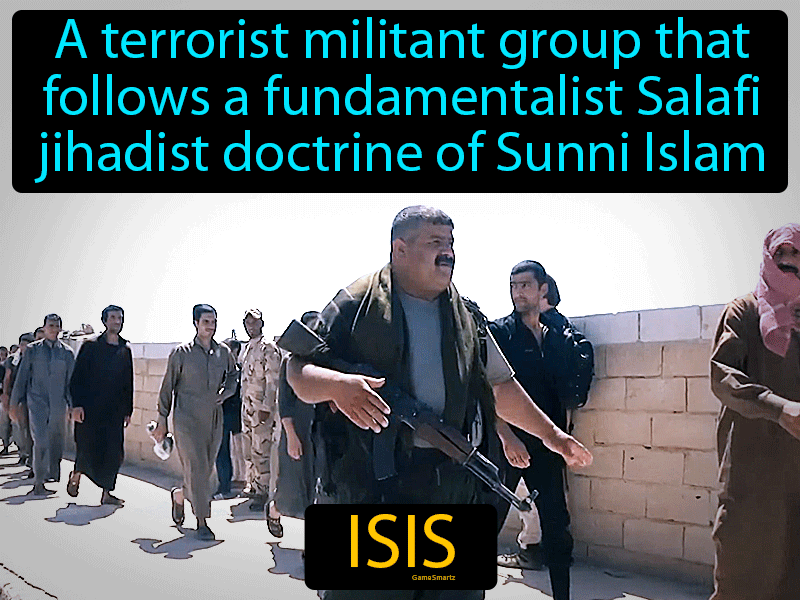 A terrorist militant group that
follows a fundamentalist Salafi
jihadist doctrine of Sunni Islam
ISIS
GameSmartz